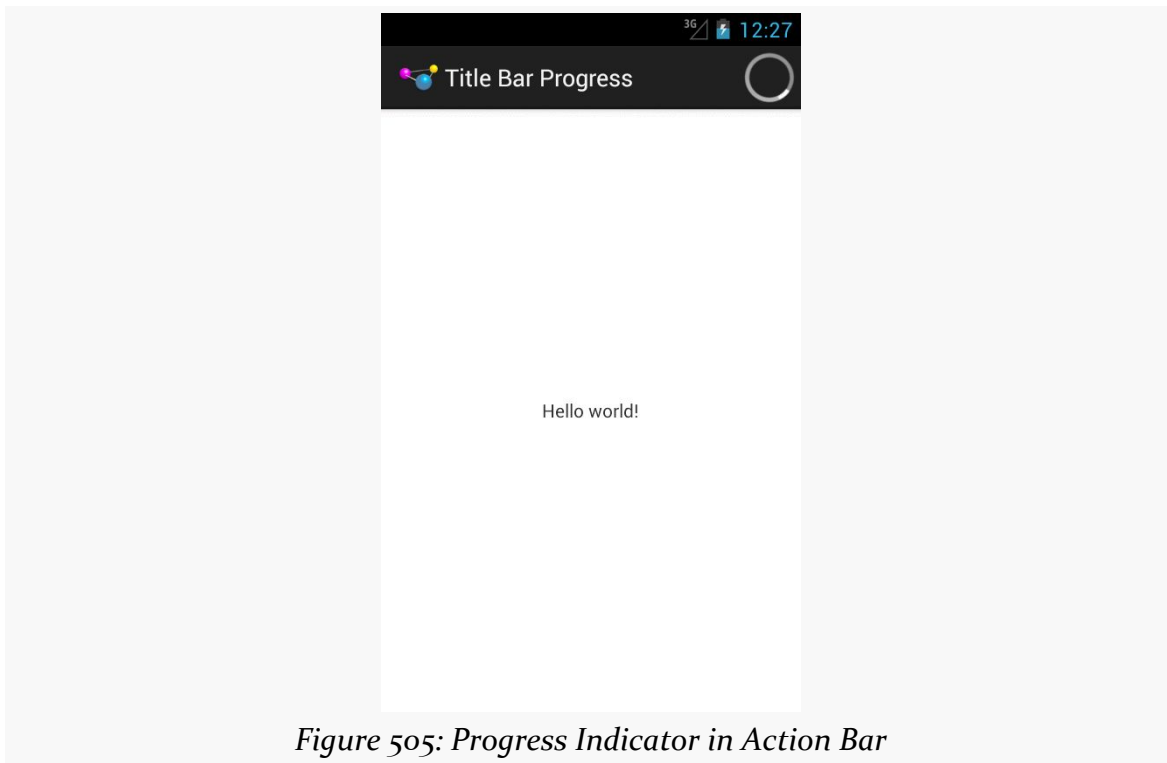 3G 12:27
Title Bar Progress
Hello world!
Figure 505: Progress Indicator in Action Bar